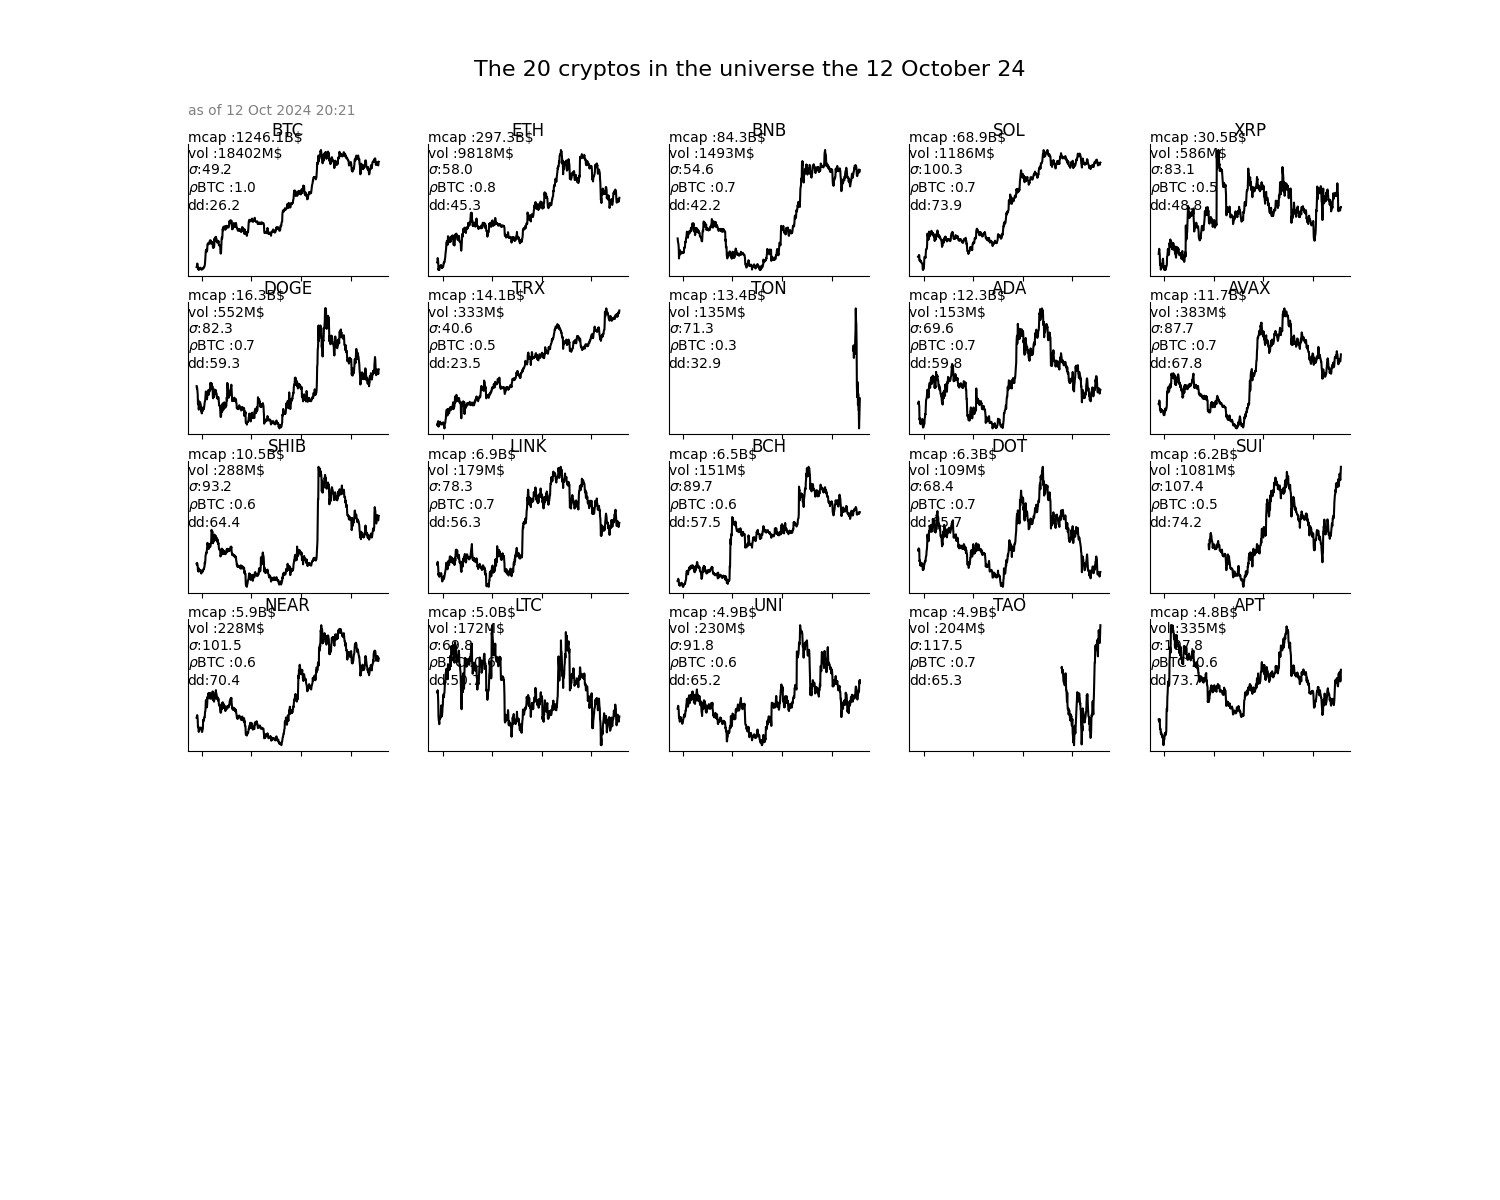 The 20 cryptos in the universe the 12 October 24
as of 12 Oct 2024 20:21
BTC
mcap :1246.1B$
vol :18402M$
σ:49.2
ρBTC :1.0
dd:26.2
ETH
mcap :297.3B$
vol :9818M$
σ:58.0
ρBTC :0.8
dd:45.3
BNB
mcap :84.3B$
vol :1493M$
σ:54.6
ρBTC :0.7
dd:42.2
SOL
mcap :68.9B$
vol :1186M$
σ:100.3
ρBTC :0.7
dd:73.9
XRP
mcap :30.5B$
vol :586M$
σ:83.1
ρBTC :0.5
dd:48.8
DOGE
mcap :16.3B$
vol :552M$
σ:82.3
ρBTC :0.7
dd:59.3
TRX
mcap :14.1B$
vol :333M$
σ:40.6
ρBTC :0.5
dd:23.5
TON
mcap :13.4B$
vol :135M$
σ:71.3
ρBTC :0.3
dd:32.9
ADA
mcap :12.3B$
vol :153M$
σ:69.6
ρBTC :0.7
dd:59.8
AVAX
mcap :11.7B$
vol :383M$
σ:87.7
ρBTC :0.7
dd:67.8
SHIB
mcap :10.5B$
vol :288M$
σ:93.2
ρBTC :0.6
dd:64.4
LINK
mcap :6.9B$
vol :179M$
σ:78.3
ρBTC :0.7
dd:56.3
BCH
mcap :6.5B$
vol :151M$
σ:89.7
ρBTC :0.6
dd:57.5
DOT
mcap :6.3B$
vol :109M$
σ:68.4
ρBTC :0.7
SUI
mcap :6.2B$
vol :1081M$
σ:107.4
ρBTC :0.5
dd:74.2
NEAR
mcap :5.9B$
vol :228M$
σ:101.5
ρBTC :0.6
dd:70.4
LTC
mcap :5.0B$
vol :172M$
UNI
mcap :4.9B$
vol :230M$
σ:91.8
ρBTC :0.6
dd:65.2
TAO
mcap :4.9B$
vol :204M$
σ:117.5
ρBTC :0.7
dd:65.3
APT
mcap :4.8B$
vol :335M$
ρBTC :0.6
dd:73.7